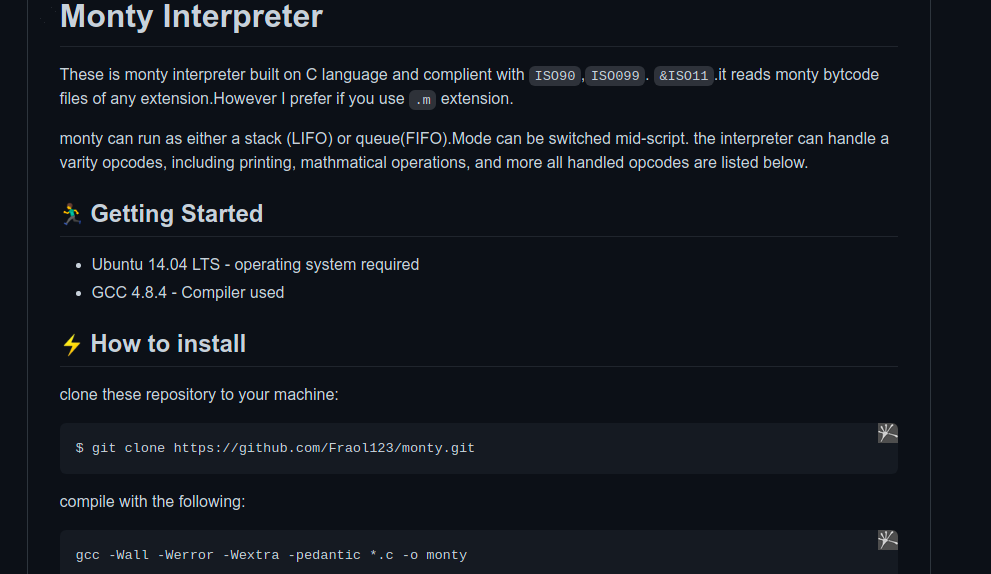 Monty Interpreter
These is monty interpreter built on C language and complient with ISO90,ISO099. &ISO11.it reads monty bytcode
files of any extension.However I prefer if you use .m extension.
monty can run as either a stack (LIFO) or queue(FIFO).Mode can be switched mid-script. the interpreter can handle a
varity opcodes, including printing, mathmatical operations, and more all handled opcodes are listed below.
🏃‍♂️ Getting Started
• Ubuntu 14.04 LTS - operating system required
• GCC 4.8.4 - Compiler used
⚡ How to install
clone these repository to your machine:
$ git clone https://github.com/Fraol123/monty.git
compile with the following:
gcc -Wall -Werror -Wextra -pedantic *.c -o monty